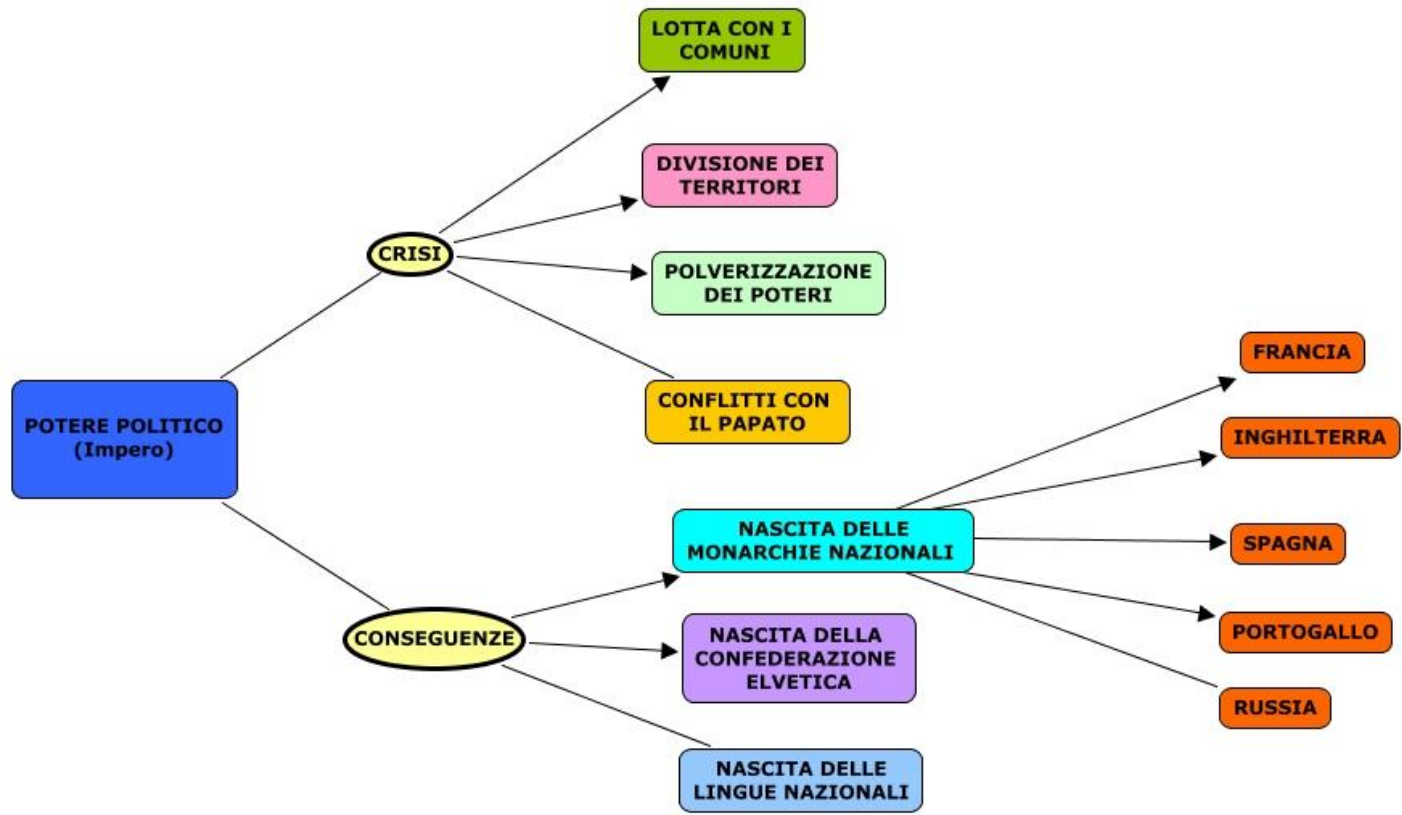 LOTTA CON I
COMUNI
DIVISIONE DEI
TERRITORI
CRISI
POLVERIZZAZIONE
DEI POTERI
CONFLITTI CON
IL PAPATO
POTERE POLITICO
(Impero)
CONSEGUENZE
NASCITA DELLE
MONARCHIE NAZIONALI
FRANCIA
INGHILTERRA
SPAGNA
PORTOGALLO
RUSSIA
NASCITA DELLA
CONFEDERAZIONE
ELVETICA
NASCITA DELLE
LINGUE NAZIONALI